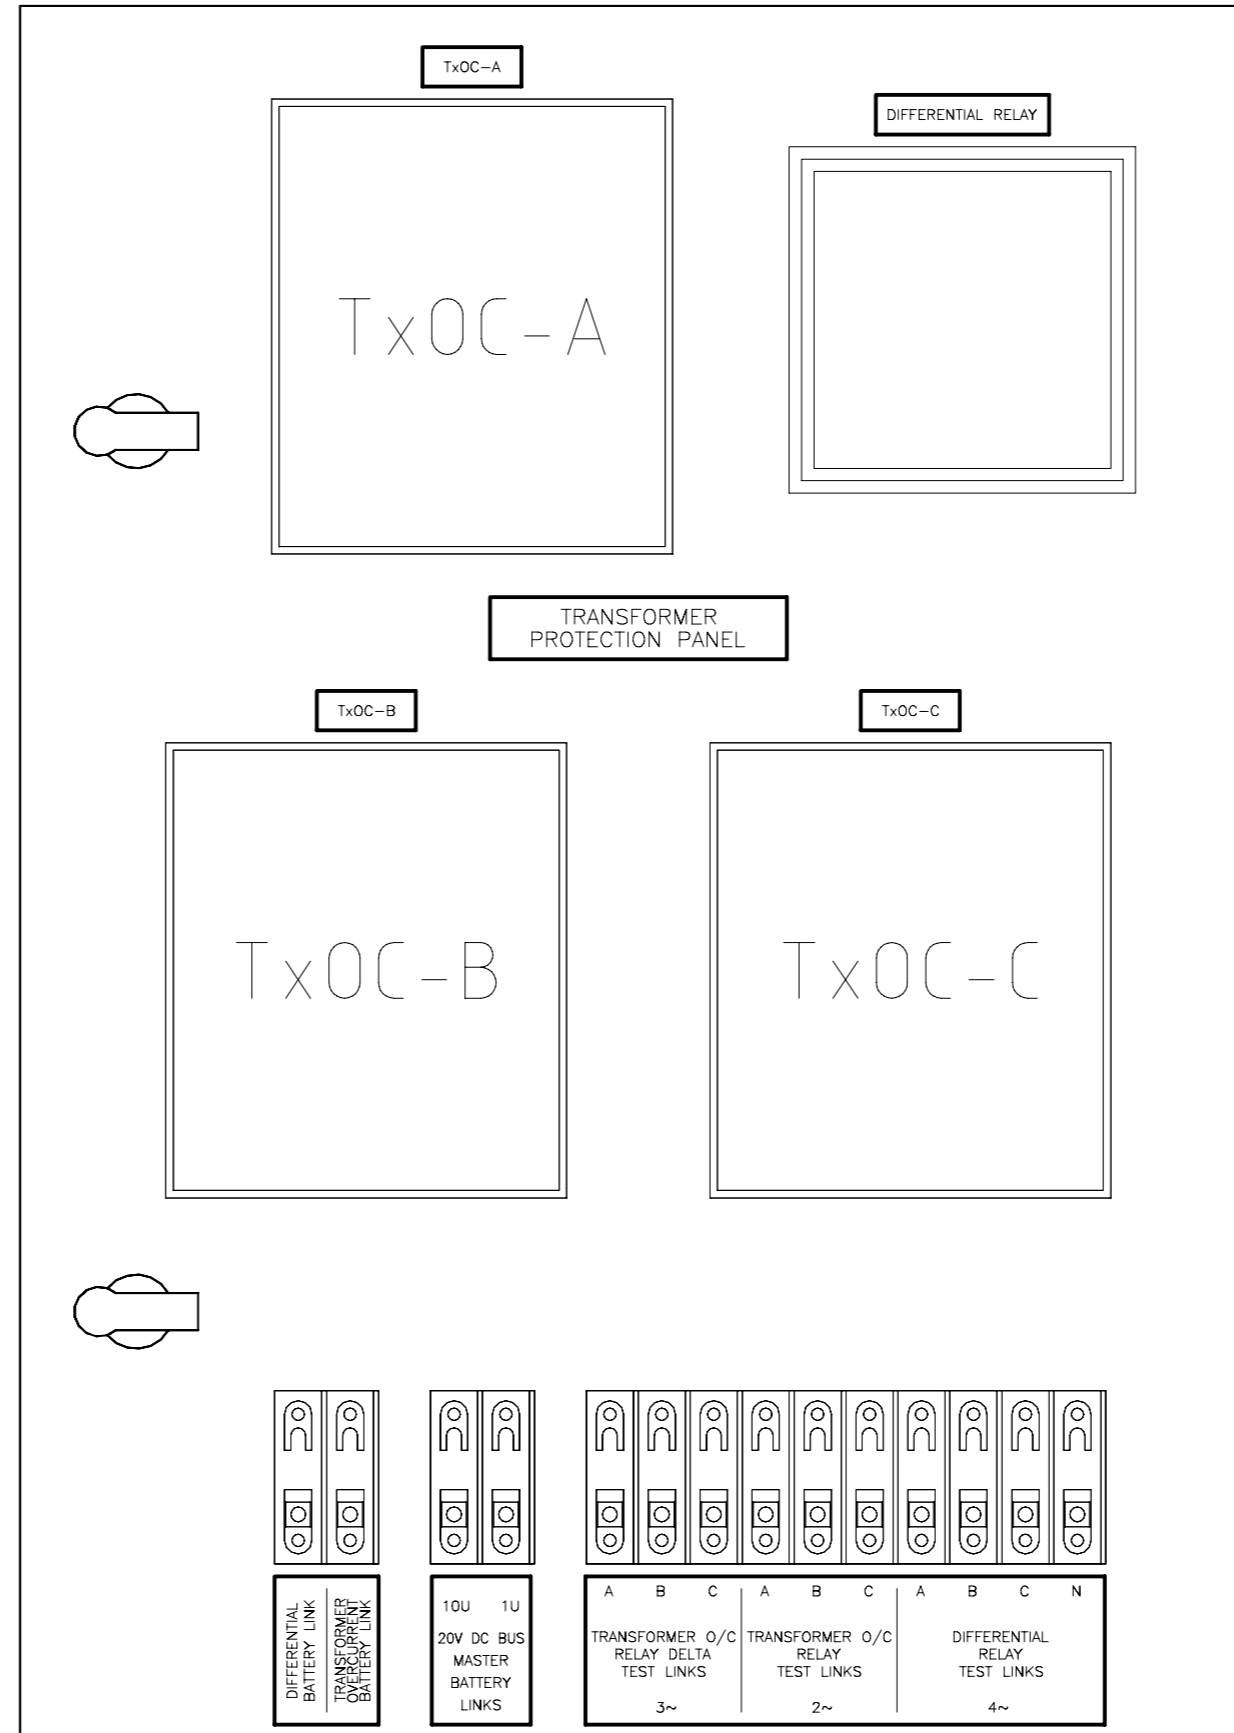 TxOC-A
DIFFERENTIAL RELAY
TxOC-A
TRANSFORMER
PROTECTION PANEL
TxOC-B
TxOC-C
TxOC-B
TxOC-C
DIFFERENTIAL
BATTERY LINK
TRANSFORMER
OVERCURRENT
BATTERY LINK
10U 1U
20V DC BUS
MASTER
BATTERY
LINKS
A B C
TRANSFORMER O/C
RELAY DELTA
TEST LINKS
3~
A B C
TRANSFORMER O/C
RELAY
TEST LINKS
2~
A B C N
DIFFERENTIAL
RELAY
TEST LINKS
4~